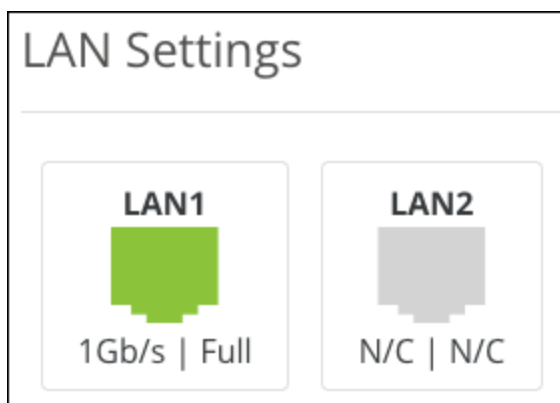 LAN Settings
LAN1
1Gb/s | Full
LAN2
N/C | N/C